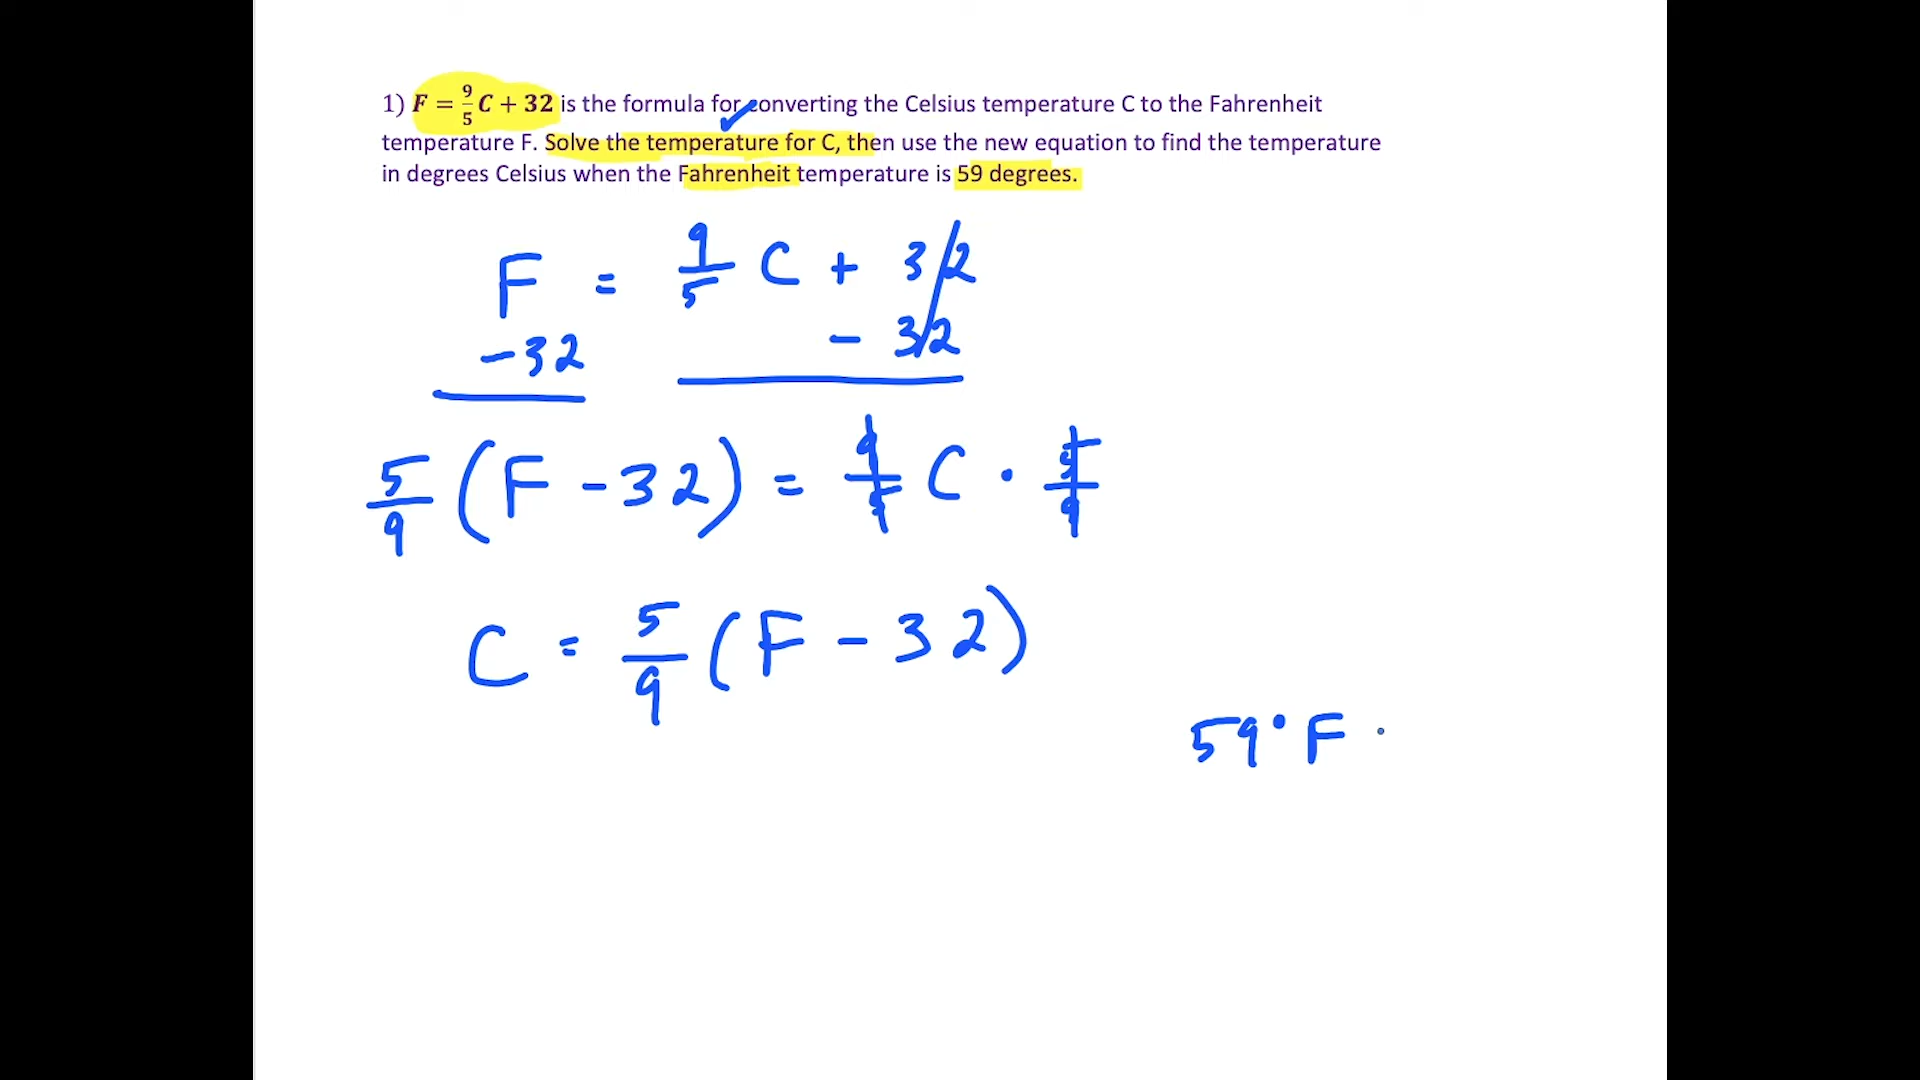 1) F = 9/5 C + 32 is the formula for converting the Celsius temperature C to the Fahrenheit
temperature F. Solve the temperature for C, then use the new equation to find the temperature
in degrees Celsius when the Fahrenheit temperature is 59 degrees.
F = 9/5 C + 32
-32 - 32
5/9 (F - 32) = 9/5 C · 5/9
C = 5/9 (F - 32)
59° F